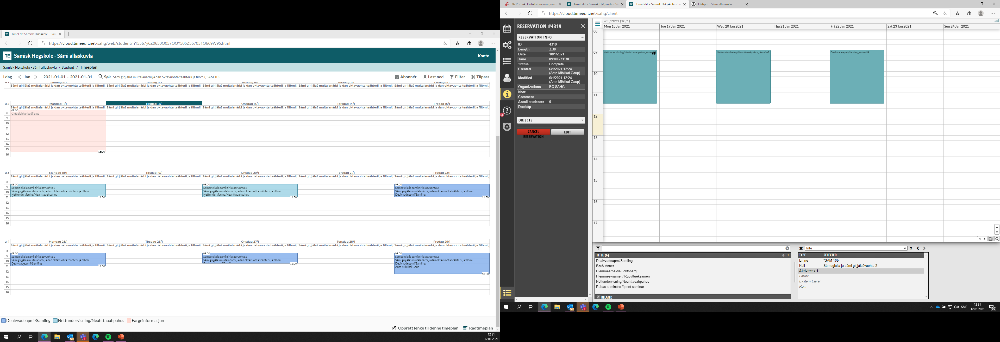 TimeEdit Samisk Høgskole - Sám
https://cloud.timeedit.net/sahg/web/student/ri15567y6Z0650Q057QQY505Z567051Q669W95.html
TE Samisk Høgskole - Sámi allaskuvla
Konto
Samisk Høgskole - Sámi allaskuvla / Student / Timeplan
I dag Jan. 2021-01-01 - 2021-01-31 Søk Sámi girjjálaš muitalanárbi ja dan oktavuohta teáhterii ja filbmii, SAM 105
Abonnér Last ned Filter Tilpass
u 1 Mandag 4/1 Tirsdag 5/1 Onsdag 6/1 Torsdag 7/1 Fredag 8/1
Sámi girjjálaš muitalanárbi ja dan oktavuohta teáhterii ja filbmii, Sámi girjjálaš muitalanárbi ja dan oktavuohta teáhterii ja filbmii, Sámi girjjálaš muitalanárbi ja dan oktavuohta teáhterii ja filbmii, Sámi girjjálaš muitalanárbi ja dan oktavuohta teáhterii ja filbmii, Sámi girjjálaš muitalanárbi ja dan oktavuohta teáhterii ja filbmii,
u 2 Mandag 11/1 Tirsdag 12/1 Onsdag 13/1 Torsdag 14/1 Fredag 15/1
Sámi girjjálaš muitalanárbi ja dan oktavuohta teáhterii ja filbmii, Sámi girjjálaš muitalanárbi ja dan oktavuohta teáhterii ja filbmii, Sámi girjjálaš muitalanárbi ja dan oktavuohta teáhterii ja filbmii, Sámi girjjálaš muitalanárbi ja dan oktavuohta teáhterii ja filbmii, Sámi girjjálaš muitalanárbi ja dan oktavuohta teáhterii ja filbmii,
08:00
8 Giđđalohkanbádji álgá
9
10
11
12
13
14
15
16:00
16
u 3 Mandag 18/1 Tirsdag 19/1 Onsdag 20/1 Torsdag 21/1 Fredag 22/1
Sámi girjjálaš muitalanárbi ja dan oktavuohta teáhterii ja filbmii, Sámi girjjálaš muitalanárbi ja dan oktavuohta teáhterii ja filbmii, Sámi girjjálaš muitalanárbi ja dan oktavuohta teáhterii ja filbmii, Sámi girjjálaš muitalanárbi ja dan oktavuohta teáhterii ja filbmii, Sámi girjjálaš muitalanárbi ja dan oktavuohta teáhterii ja filbmii,
8
09:00 09:00 09:00
9 Sámegiella ja sámi girjjálašvuohta 2 Sámegiella ja sámi girjjálašvuohta 2 Sámegiella ja sámi girjjálašvuohta 2
10 Sámi girjjálaš muitalanárbi ja dan oktavuohta teáhterii ja filbmii Sámi girjjálaš muitalanárbi ja dan oktavuohta teáhterii ja filbmii Sámi girjjálaš muitalanárbi ja dan oktavuohta teáhterii ja filbmii
Nettundervisning/Neahttaoahpahus Nettundervisning/Neahttaoahpahus Deaivvadeapmi/Samling
11 11:30 11:30 11:30
12
13
14
15
16
u 4 Mandag 25/1 Tirsdag 26/1 Onsdag 27/1 Torsdag 28/1 Fredag 29/1
Sámi girjjálaš muitalanárbi ja dan oktavuohta teáhterii ja filbmii, Sámi girjjálaš muitalanárbi ja dan oktavuohta teáhterii ja filbmii, Sámi girjjálaš muitalanárbi ja dan oktavuohta teáhterii ja filbmii, Sámi girjjálaš muitalanárbi ja dan oktavuohta teáhterii ja filbmii, Sámi girjjálaš muitalanárbi ja dan oktavuohta teáhterii ja filbmii,
8
09:00 09:00 09:00
9 Sámegiella ja sámi girjjálašvuohta 2 Sámegiella ja sámi girjjálašvuohta 2 Sámegiella ja sámi girjjálašvuohta 2
10 Sámi girjjálaš muitalanárbi ja dan oktavuohta teáhterii ja filbmii Sámi girjjálaš muitalanárbi ja dan oktavuohta teáhterii ja filbmii Sámi girjjálaš muitalanárbi ja dan oktavuohta teáhterii ja filbmii
Deaivvadeapmi/Samling Deaivvadeapmi/Samling Deaivvadeapmi/Samling
11 11:30 11:00 Ánte Mihkkal Gaup
12
13:00
13
14
15
16
Deaivvadeapmi/Samling Nettundervisning/Neahttaoahpahus Fargeinformasjon
Opprett lenke til denne timeplan Radtimeplan
12:31
12.01.2021
360° - Sak: Dohkkehuvvon guos TimeEdit » Samisk Høgskole - Sá TimeEdit » Samisk Høgskole - Sá Oahput | Sámi allaskuvla
https://cloud.timeedit.net/sahg/client
RESERVATION #4319
RESERVATION INFO
ID 4319
Length 2:30
Date 18/1/2021
Time 09:00 - 11:30
Status Complete
Created 6/1/2021 12:24
(Ante Mihkkal Gaup)
Modified 6/1/2021 12:24
(Ante Mihkkal Gaup)
Organizations BG SAHG
Note
Comment
Antall studenter 0
Dochttp
OBJECTS
CANCEL RESERVATION
EDIT
3
w 3/2021 (18/1)
Mon 18 Jan 2021 Tue 19 Jan 2021 Wed 20 Jan 2021 Thu 21 Jan 2021 Fri 22 Jan 2021 Sat 23 Jan 2021 Sun 24 Jan 2021
08
09 Nettundervisning/Neahttaoahpahus, AnteMG Nettundervisning/Neahttaoahpahus, AnteMG Deaivvadeapmi/Samling, AnteMG
10
11
12
13
14
15
16
17
Info
TITLE (6)
Deaivvadeapmi/Samling
Eará/ Annet
Hjemmearbeid/Ruoktobargu
Hjemmeeksamen/ Ruovttueksamen
Nettundervisning/Neahttaoahpahus
Rabas seminára /åpent seminar
RELATED
TYPE SELECTED
Emne *SAM 105
Kull Sámegiella ja sámi girjjálašvuohta 2
Aktivitet x 1
Lærer
Ekstern Lærer
Rom
SME
12:31
12.01.2021
20